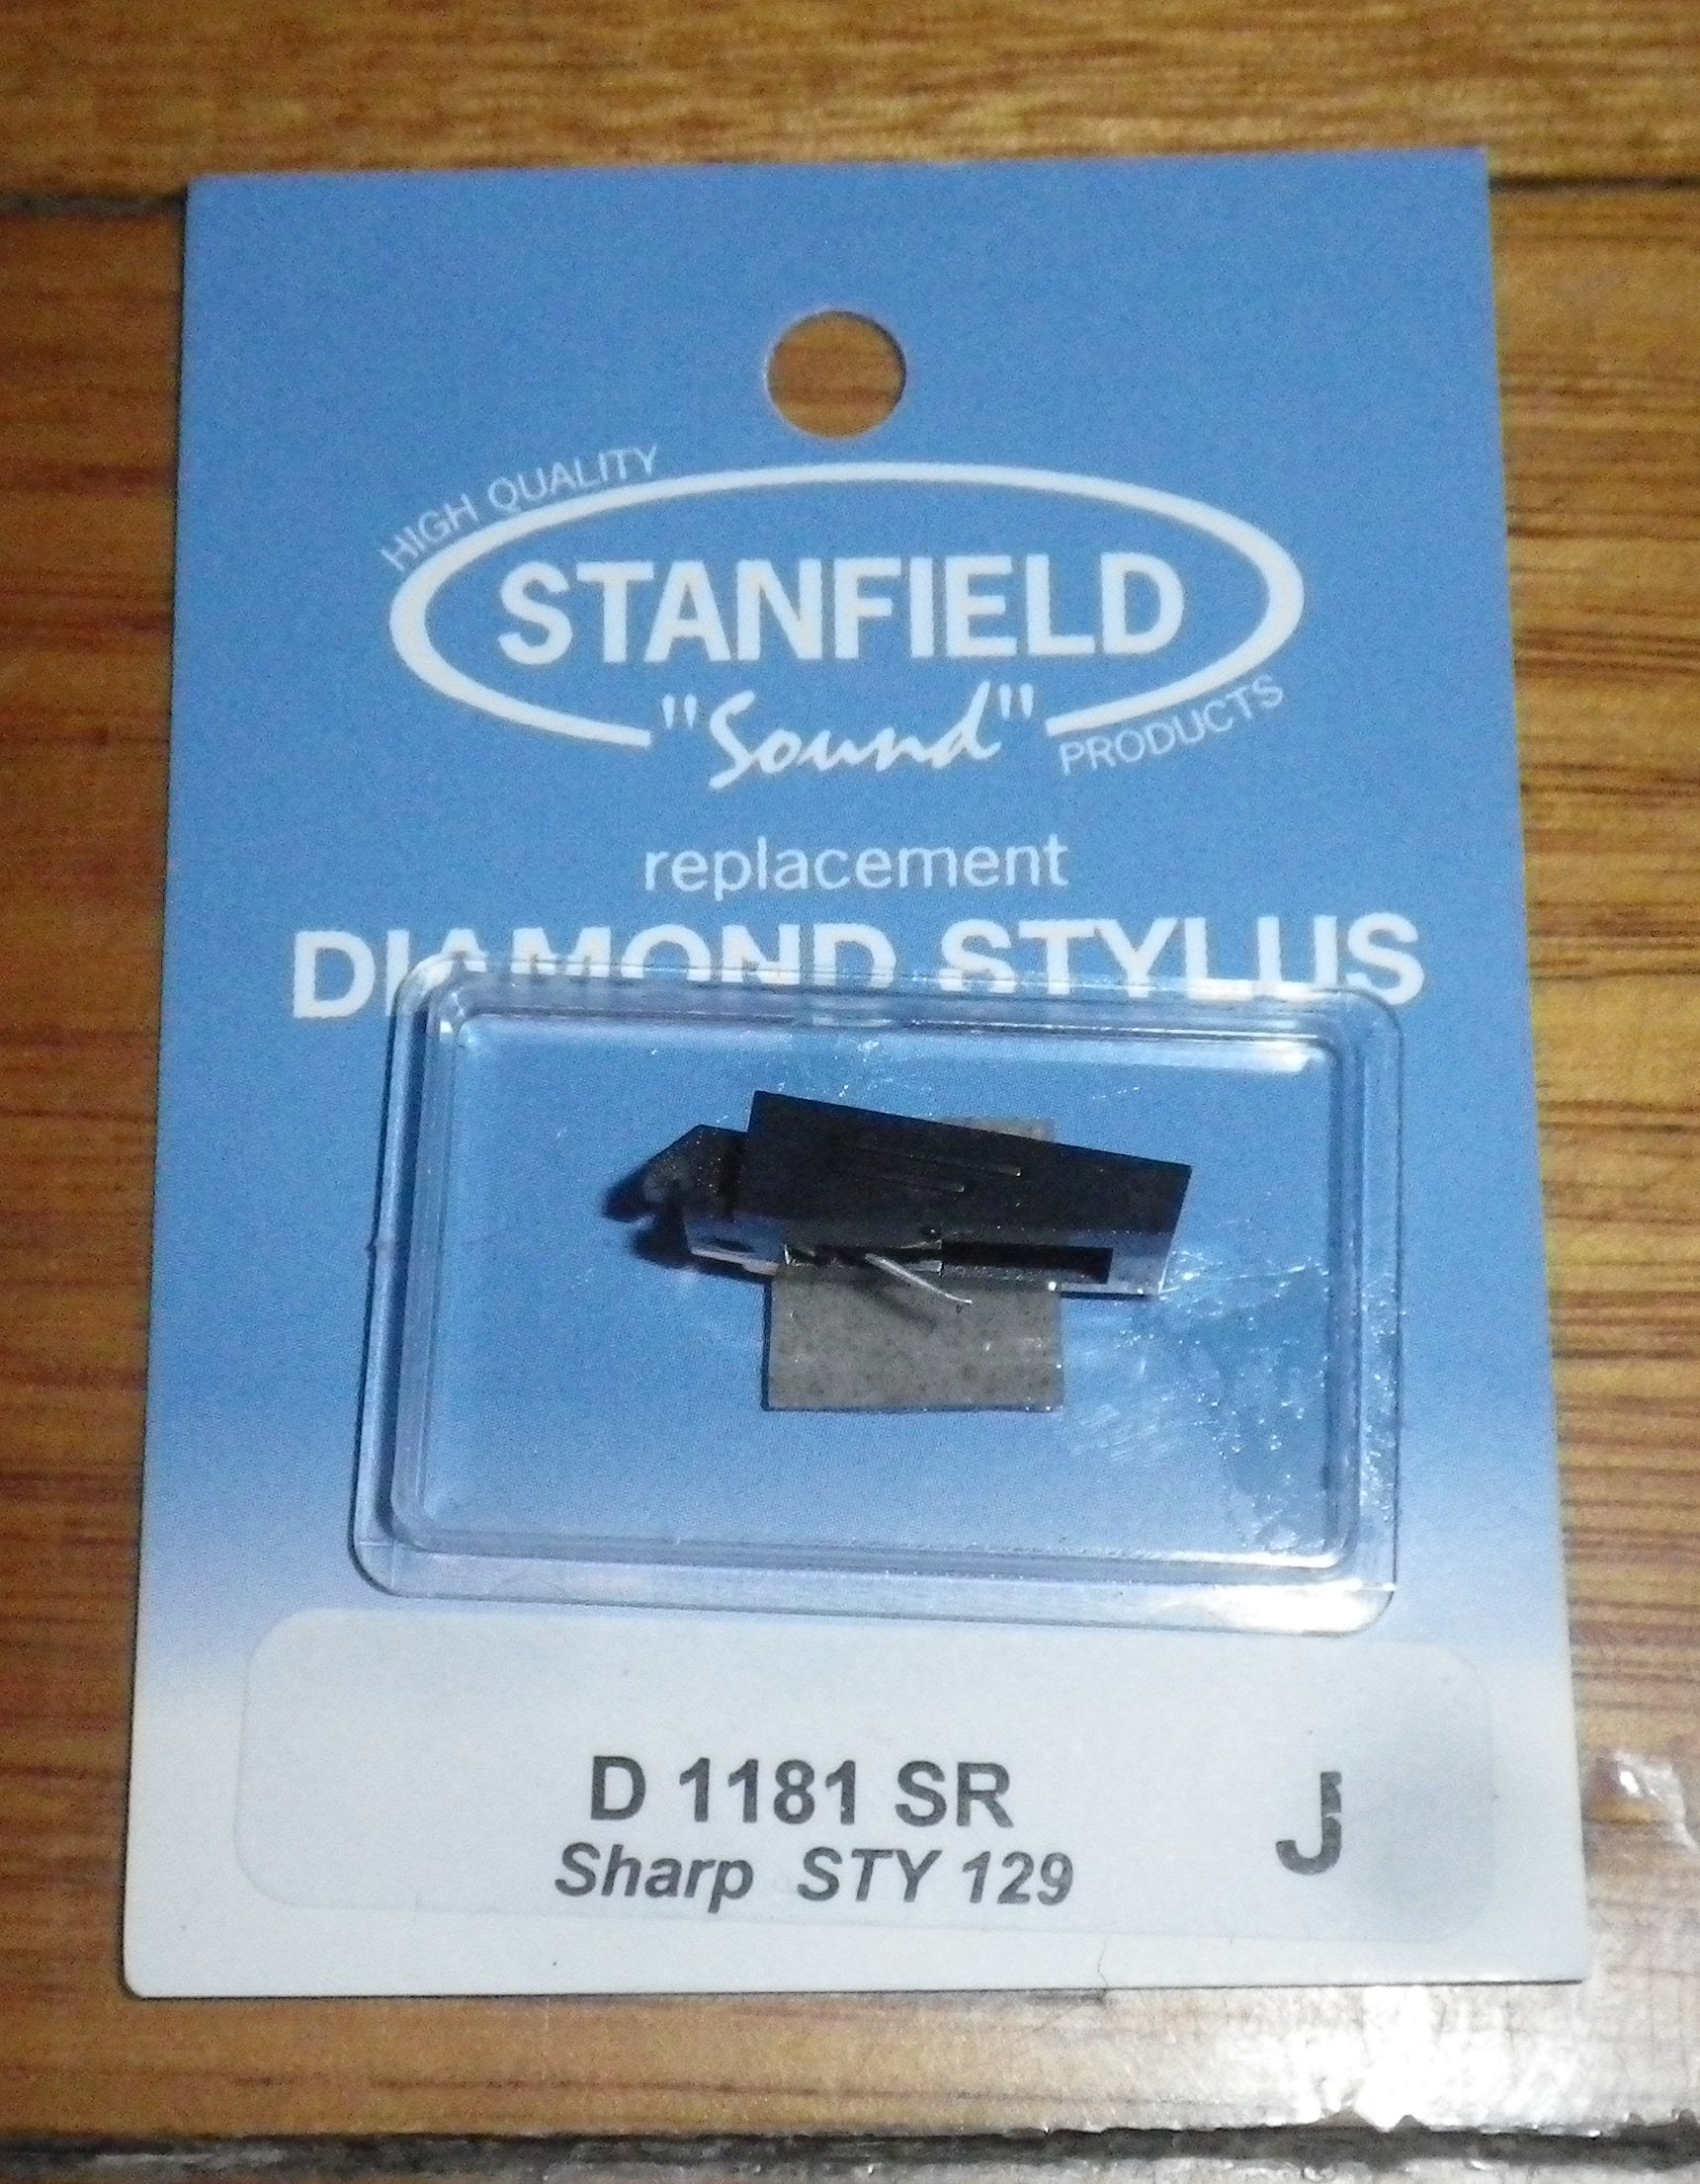 HIGH QUALITY
STANFIELD
"Sound"
PRODUCTS
replacement
DIAMOND STYLUS
D 1181 SR
J
Sharp STY 129